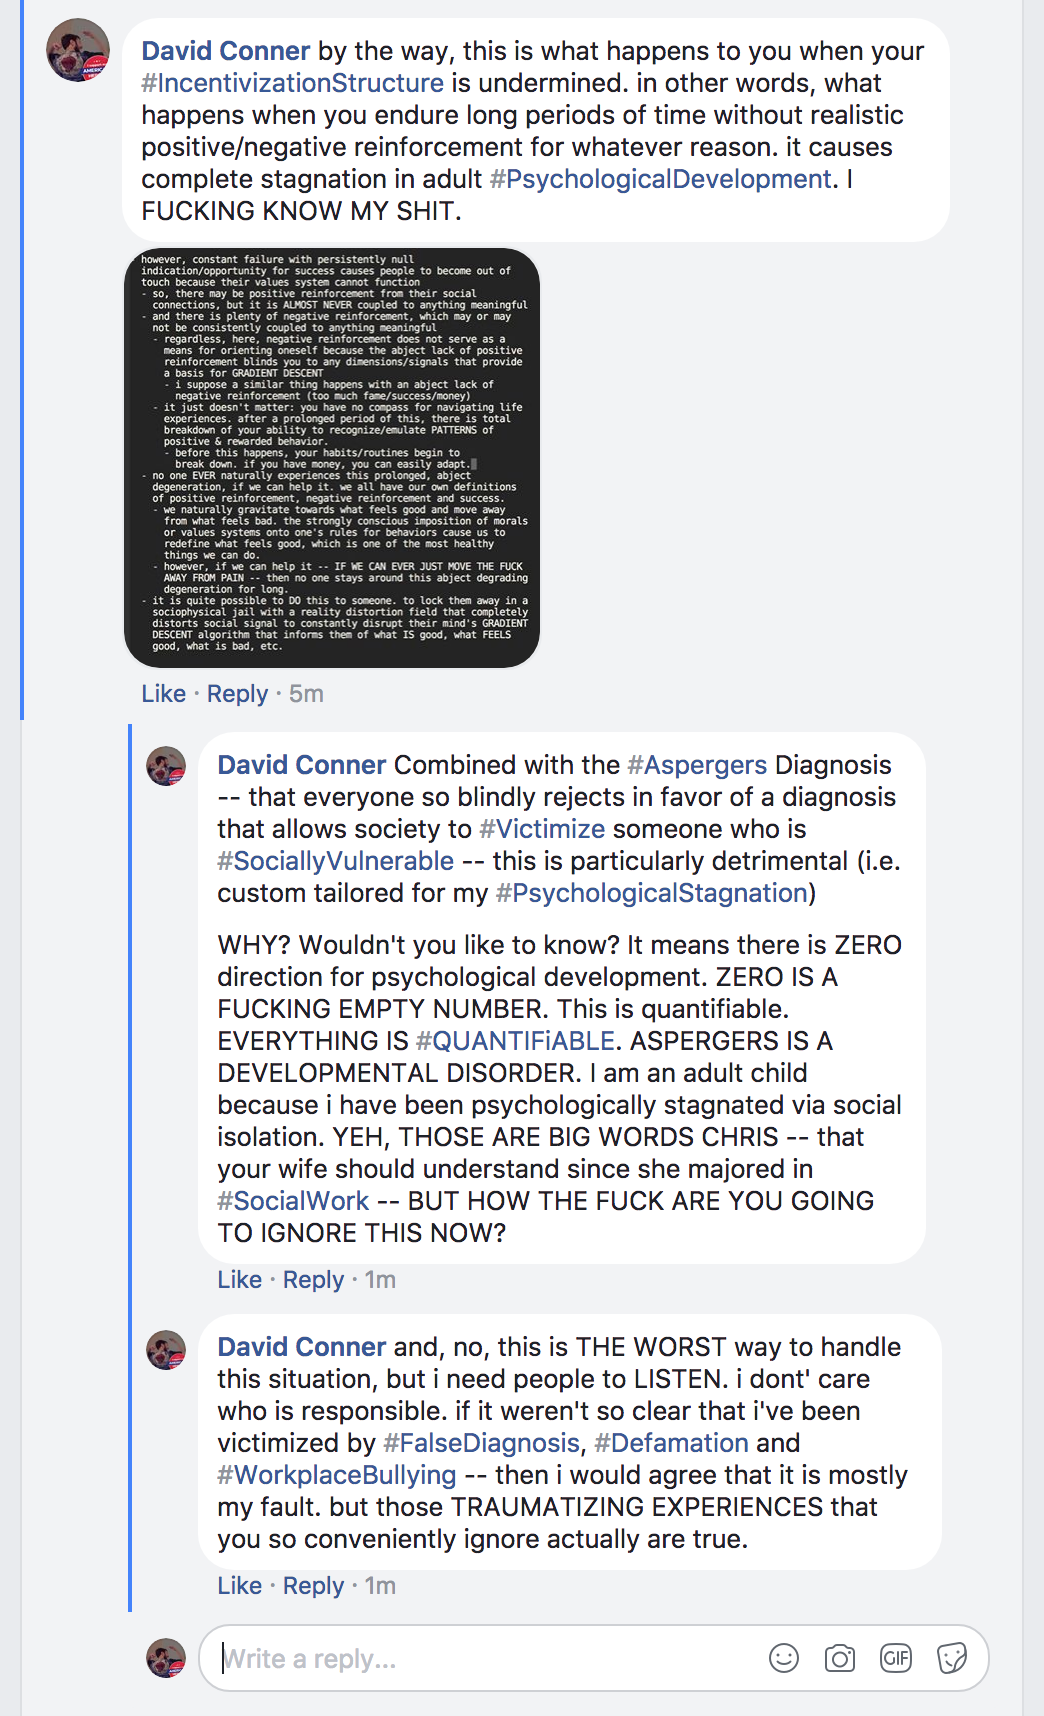 David Conner by the way, this is what happens to you when your
#IncentivizationStructure is undermined. in other words, what
happens when you endure long periods of time without realistic
positive/negative reinforcement for whatever reason. it causes
complete stagnation in adult #PsychologicalDevelopment. I
FUCKING KNOW MY SHIT.
however, constant failure with persistently null
indication/opportunity for success causes people to become out of
touch because their values system cannot function
- so, there may be positive reinforcement from their social
connections, but it is ALMOST NEVER coupled to anything meaningful
- and there is plenty of negative reinforcement, which may or may
not be consistently coupled to anything meaningful
- regardless, here, negative reinforcement does not serve as a
means for orienting oneself because the abject lack of positive
reinforcement blinds you to any dimensions/signals that provide
a basis for GRADIENT DESCENT
- i suppose a similar thing happens with an abject lack of
negative reinforcement (too much fame/success/money)
- it just doesn't matter: you have no compass for navigating life
experiences. after a prolonged period of this, there is total
breakdown of your ability to recognize/emulate PATTERNS of
positive & rewarded behavior.
- before this happens, your habits/routines begin to
break down. if you have money, you can easily adapt.
- no one EVER naturally experiences this prolonged, abject
degeneration, if we can help it. we all have our own definitions
of positive reinforcement, negative reinforcement and success.
- we naturally gravitate towards what feels good and move away
from what feels bad. the strongly conscious imposition of morals
or values systems onto one's rules for behaviors cause us to
redefine what feels good, which is one of the most healthy
things we can do.
- however, if we can help it -- IF WE CAN EVER JUST MOVE THE FUCK
AWAY FROM PAIN -- then no one stays around this abject degrading
degeneration for long.
- it is quite possible to DO this to someone. to lock them away in a
sociophysical jail with a reality distortion field that completely
distorts social signal to constantly disrupt their mind's GRADIENT
DESCENT algorithm that informs them of what IS good, what FEELS
good, what is bad, etc.
Like · Reply · 5m
David Conner Combined with the #Aspergers Diagnosis
-- that everyone so blindly rejects in favor of a diagnosis
that allows society to #Victimize someone who is
#SociallyVulnerable -- this is particularly detrimental (i.e.
custom tailored for my #PsychologicalStagnation)
WHY? Wouldn't you like to know? It means there is ZERO
direction for psychological development. ZERO IS A
FUCKING EMPTY NUMBER. This is quantifiable.
EVERYTHING IS #QUANTIFiABLE. ASPERGERS IS A
DEVELOPMENTAL DISORDER. I am an adult child
because i have been psychologically stagnated via social
isolation. YEH, THOSE ARE BIG WORDS CHRIS -- that
your wife should understand since she majored in
#SocialWork -- BUT HOW THE FUCK ARE YOU GOING
TO IGNORE THIS NOW?
Like · Reply · 1m
David Conner and, no, this is THE WORST way to handle
this situation, but i need people to LISTEN. i dont' care
who is responsible. if it weren't so clear that i've been
victimized by #FalseDiagnosis, #Defamation and
#WorkplaceBullying -- then i would agree that it is mostly
my fault. but those TRAUMATIZING EXPERIENCES that
you so conveniently ignore actually are true.
Like · Reply · 1m
Write a reply...
GIF